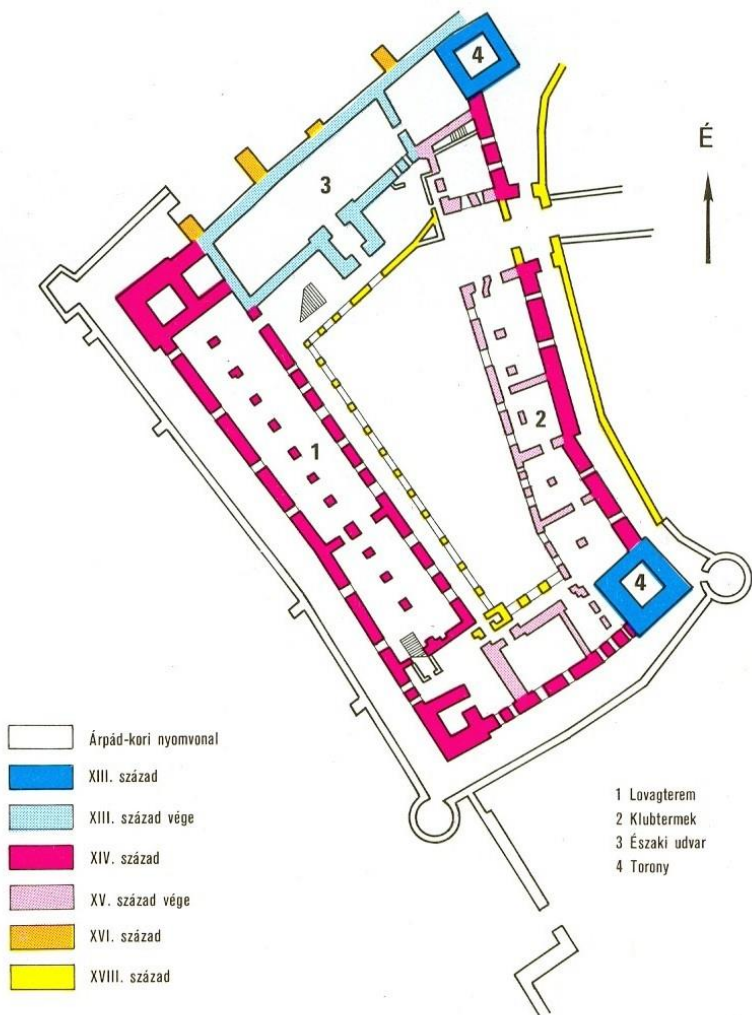 4
É
3
1
2
4
Árpád-kori nyomvonal
XIII. század
XIII. század vége
XIV. század
XV. század vége
XVI. század
XVIII. század
1 Lovagterem
2 Klubtermek
3 Északi udvar
4 Torony